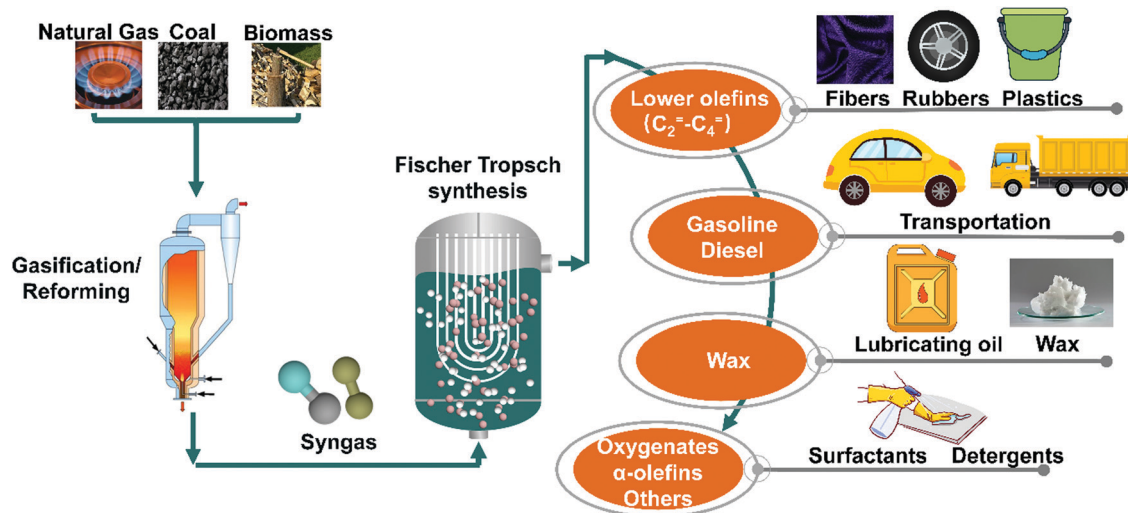 Natural Gas Coal Biomass
Gasification/
Reforming
Syngas
Fischer Tropsch
synthesis
Lower olefins
(C₂⁼-C₄⁼)
Fibers Rubbers Plastics
Gasoline
Diesel
Transportation
Wax
Lubricating oil Wax
Oxygenates
α-olefins
Others
Surfactants Detergents